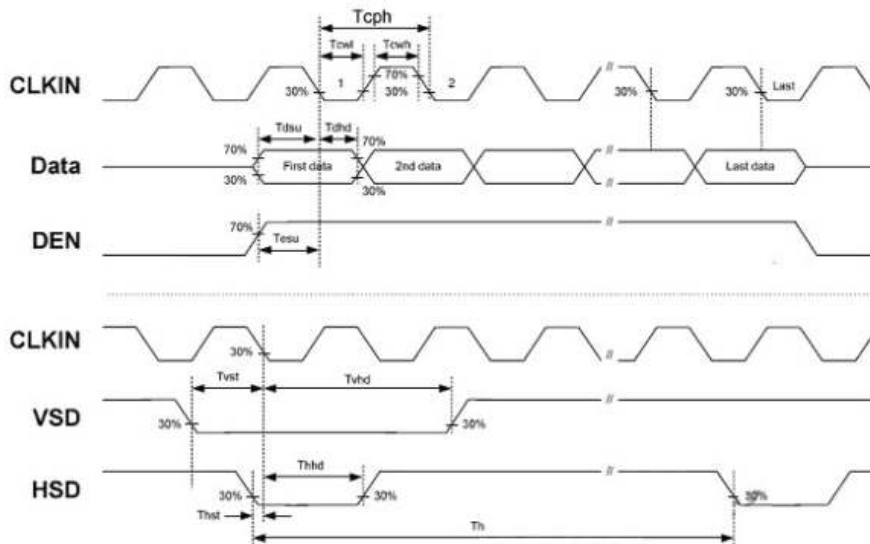 Tcph
Tcwl Tcwh
CLKIN 30% 1 70% 30% 2 30% 30% Last
Tdsu Tdhd
70% 70%
Data First data 2nd data Last data
30% 30%
70%
DEN Tesu
CLKIN
30%
Tvst Tvhd
VSD
30% 30%
Thhd
HSD 30% 30% 30%
Thst
Th